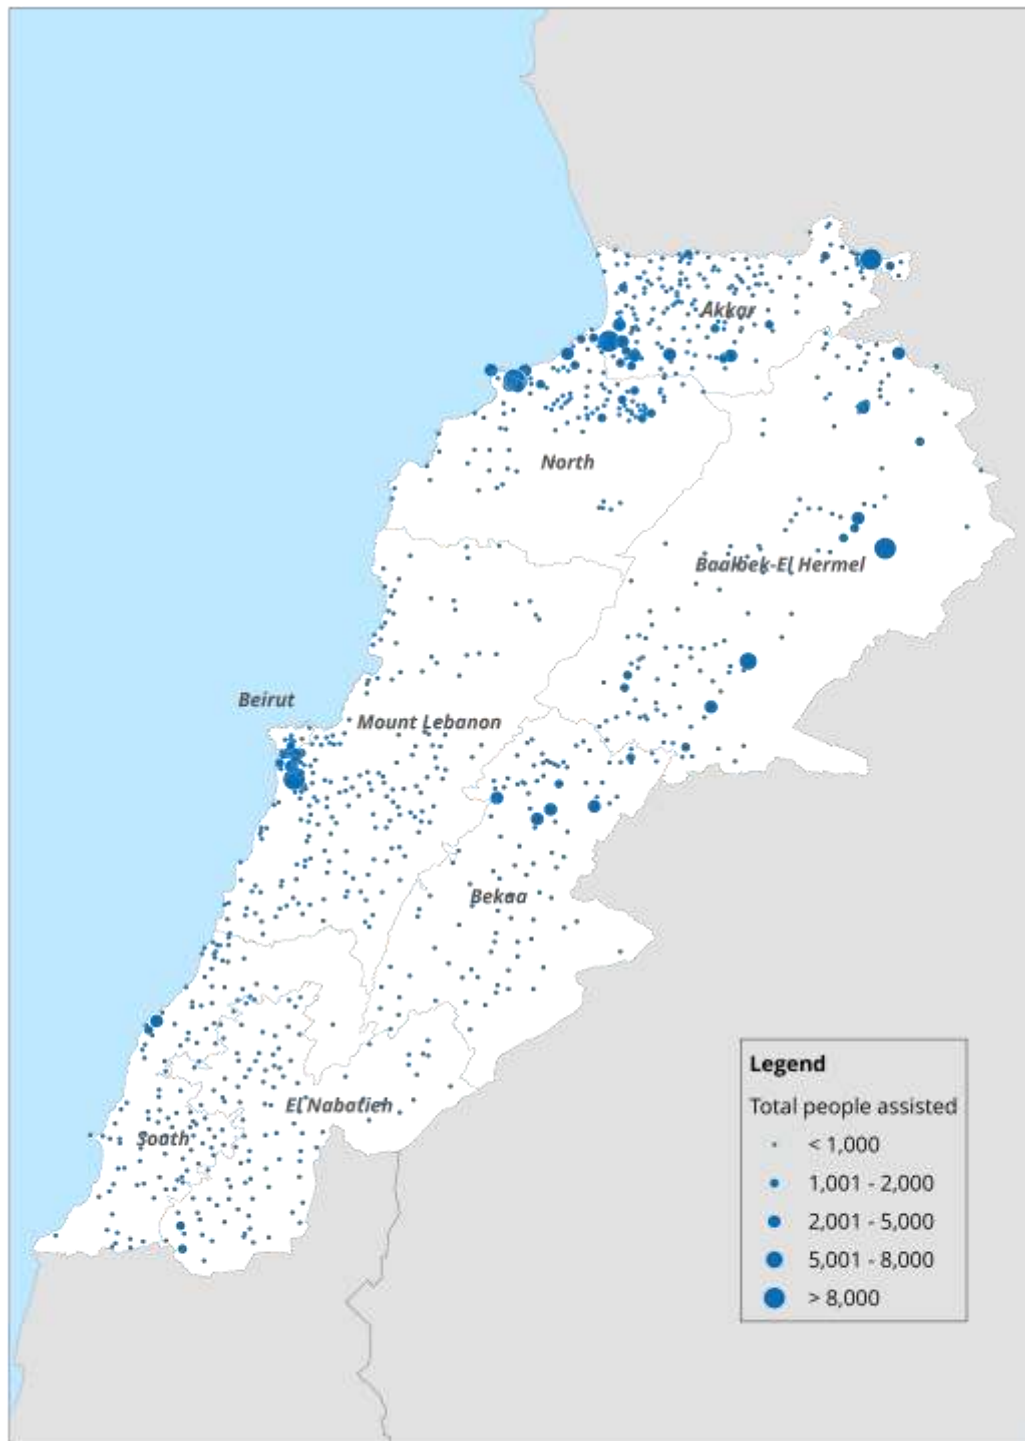 Akkar
North
Baalbek-El Hermel
Beirut
Mount Lebanon
Bekaa
El Nabatieh
South
Legend
Total people assisted
< 1,000
1,001 - 2,000
2,001 - 5,000
5,001 - 8,000
> 8,000